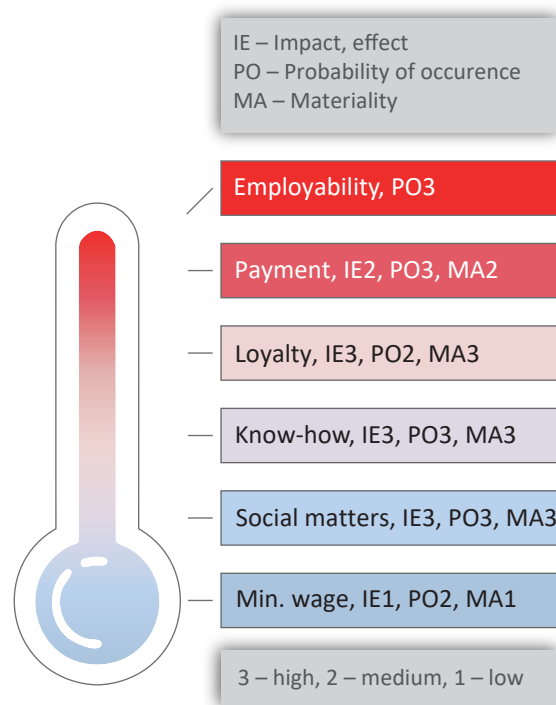 IE – Impact, effect
PO – Probability of occurence
MA – Materiality
Employability, PO3
Payment, IE2, PO3, MA2
Loyalty, IE3, PO2, MA3
Know-how, IE3, PO3, MA3
Social matters, IE3, PO3, MA3
Min. wage, IE1, PO2, MA1
3 – high, 2 – medium, 1 – low